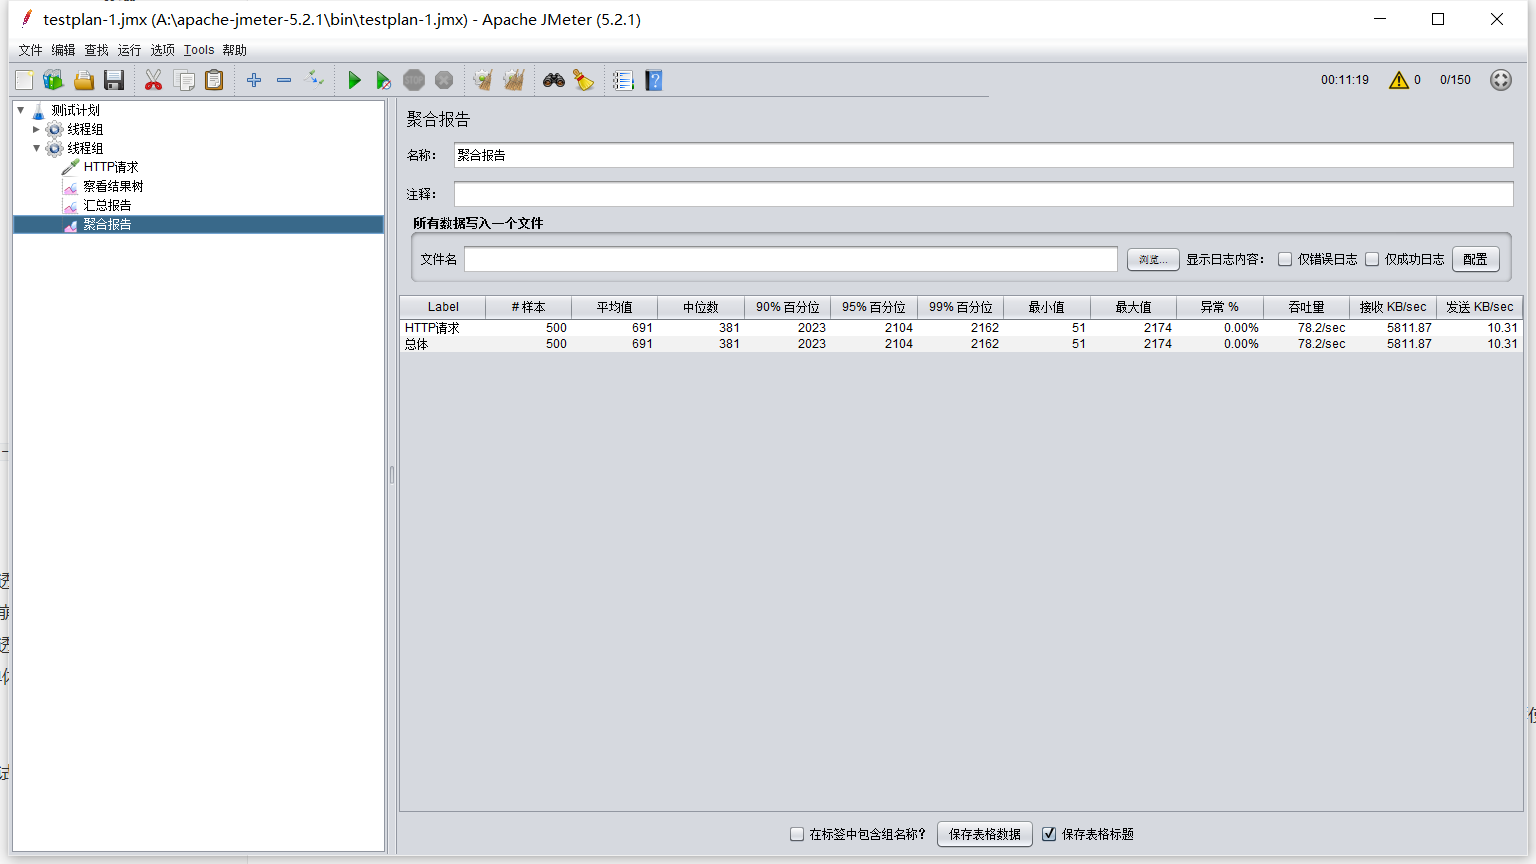 testplan-1.jmx (A:\apache-jmeter-5.2.1\bin\testplan-1.jmx) - Apache JMeter (5.2.1)
文件 编辑 查找 运行 选项 Tools 帮助
00:11:19 0 0/150
测试计划
线程组
线程组
HTTP请求
察看结果树
汇总报告
聚合报告
聚合报告
名称： 聚合报告
注释：
所有数据写入一个文件
文件名 浏览... 显示日志内容： 仅错误日志 仅成功日志 配置
Label # 样本 平均值 中位数 90% 百分位 95% 百分位 99% 百分位 最小值 最大值 异常 % 吞吐量 接收 KB/sec 发送 KB/sec
HTTP请求 500 691 381 2023 2104 2162 51 2174 0.00% 78.2/sec 5811.87 10.31
总体 500 691 381 2023 2104 2162 51 2174 0.00% 78.2/sec 5811.87 10.31
在标签中包含组名称? 保存表格数据 保存表格标题